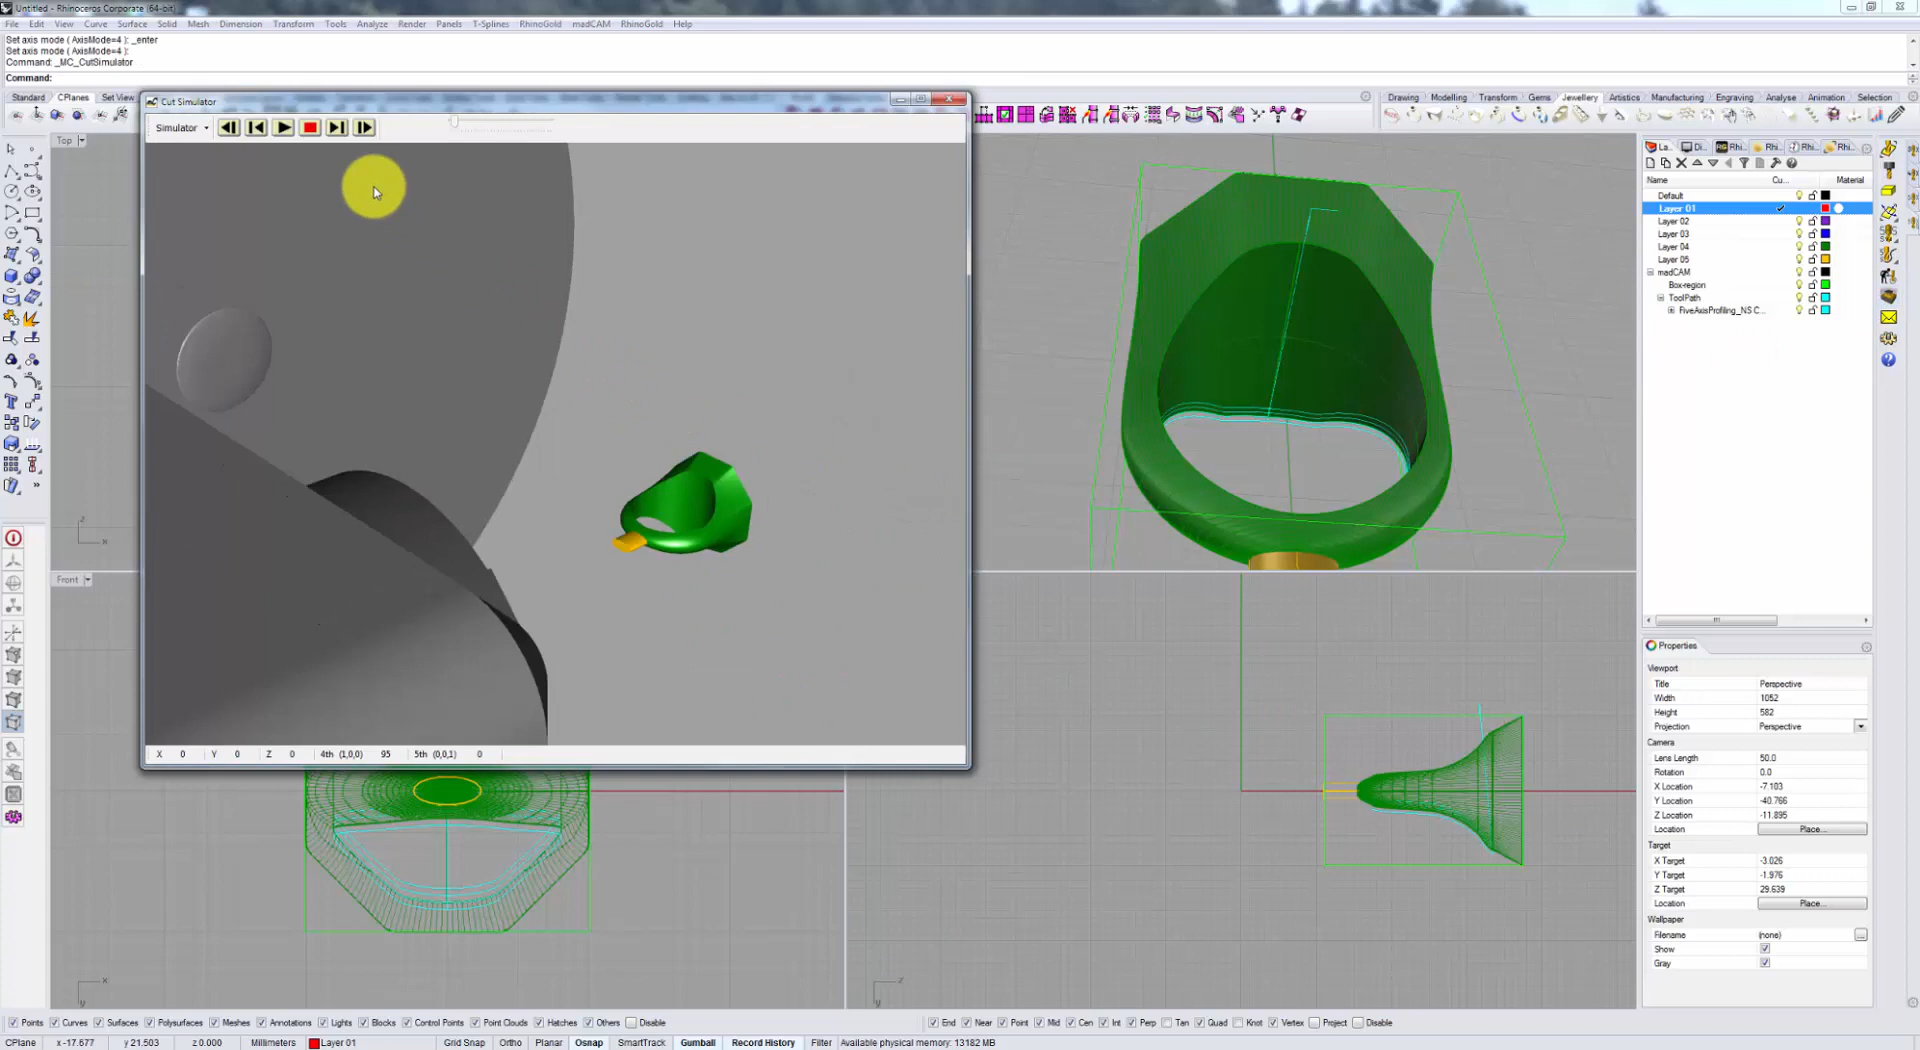 Untitled - Rhinoceros Corporate (64-bit)
File Edit View Curve Surface Solid Mesh Dimension Transform Tools Analyze Render Panels T-Splines RhinoGold madCAM RhinoGold Help
Set axis mode ( AxisMode=4 ): _enter
Set axis mode ( AxisMode=4 ):
Command: _MC_CutSimulator
Command:
Standard CPlanes Set View
Drawing Modelling Transform Gems Jewellery Artistics Manufacturing Engraving Analyse Animation Selection
Cut Simulator
Simulator
Top
La... Di... Rhi... Rhi... Rhi... Rhi...
Name Cu... Material
Default
Layer 01
Layer 02
Layer 03
Layer 04
Layer 05
madCAM
Box-region
ToolPath
FiveAxisProfiling_NS C...
z
x
Front
X 0 Y 0 Z 0 4th (1,0,0) 95 5th (0,0,1) 0
Properties
Viewport
Title Perspective
Width 1052
Height 582
Projection Perspective
Camera
Lens Length 50.0
Rotation 0.0
X Location -7.103
Y Location -40.766
Z Location -11.895
Location Place...
Target
X Target -3.026
Y Target -1.976
Z Target 29.639
Location Place...
Wallpaper
Filename (none) ...
Show
Gray
x
y
z
y
Points Curves Surfaces Polysurfaces Meshes Annotations Lights Blocks Control Points Point Clouds Hatches Others Disable
End Near Point Mid Cen Int Perp Tan Quad Knot Vertex Project Disable
CPlane x -17.677 y 21.503 z 0.000 Millimeters Layer 01 Grid Snap Ortho Planar Osnap SmartTrack Gumball Record History Filter Available physical memory: 13182 MB